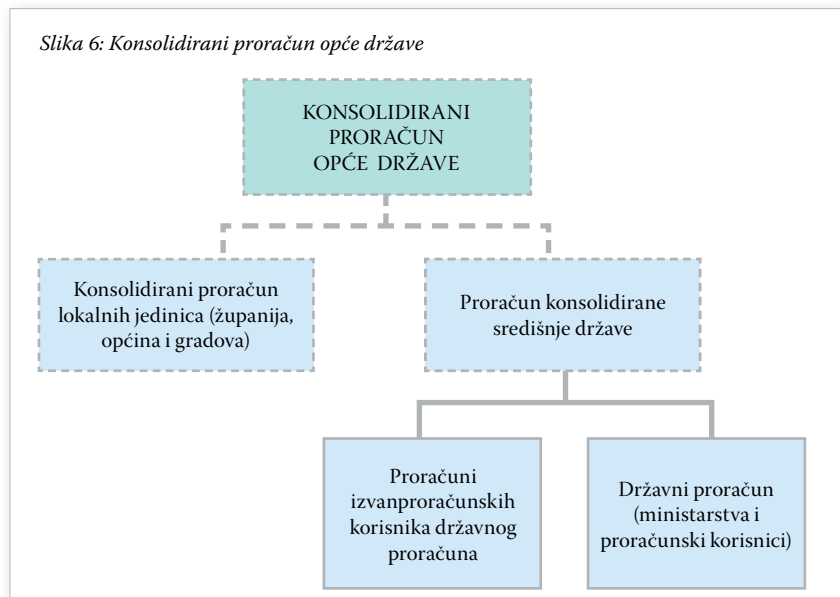 Slika 6: Konsolidirani proračun opće države
KONSOLIDIRANI
PRORAČUN
OPĆE DRŽAVE
Konsolidirani proračun
lokalnih jedinica (županija,
općina i gradova)
Proračun konsolidirane
središnje države
Proračuni
izvanproračunskih
korisnika državnog
proračuna
Državni proračun
(ministarstva i
proračunski korisnici)